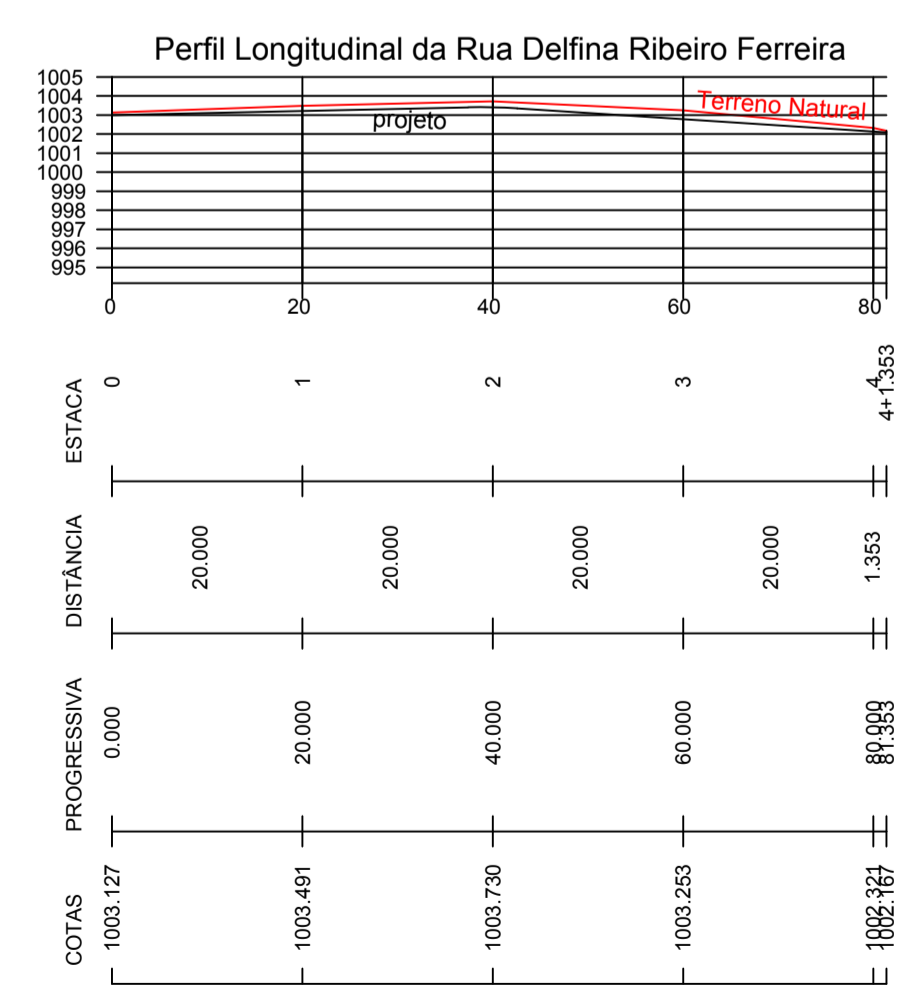 Perfil Longitudinal da Rua Delfina Ribeiro Ferreira
1005
1004
1003
1002
1001
1000
999
998
997
996
995
Terreno Natural
projeto
0 20 40 60 80
ESTACA 0 1 2 3 4 4+1.353
DISTÂNCIA 20.000 20.000 20.000 20.000 1.353
PROGRESSIVA 0.000 20.000 40.000 60.000 80.000 81.353
COTAS 1003.127 1003.491 1003.730 1003.253 1002.321 1002.167